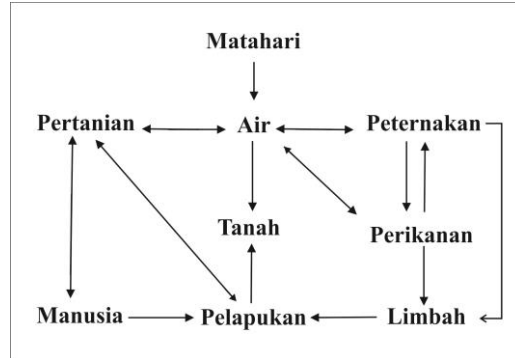 Matahari
Pertanian Air Peternakan
Tanah Perikanan
Manusia Pelapukan Limbah